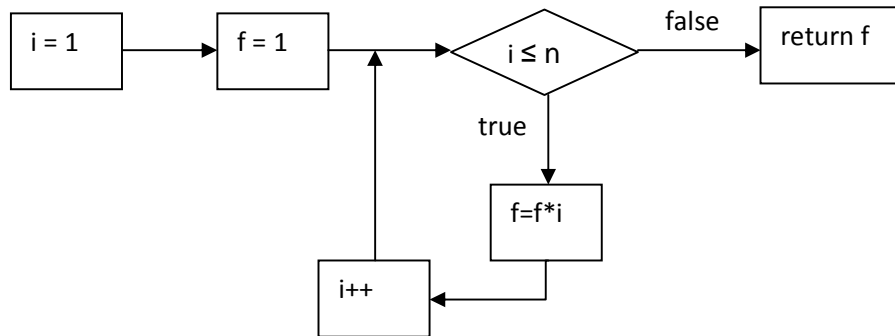 i = 1
f = 1
i ≤ n
false
return f
true
f=f*i
i++